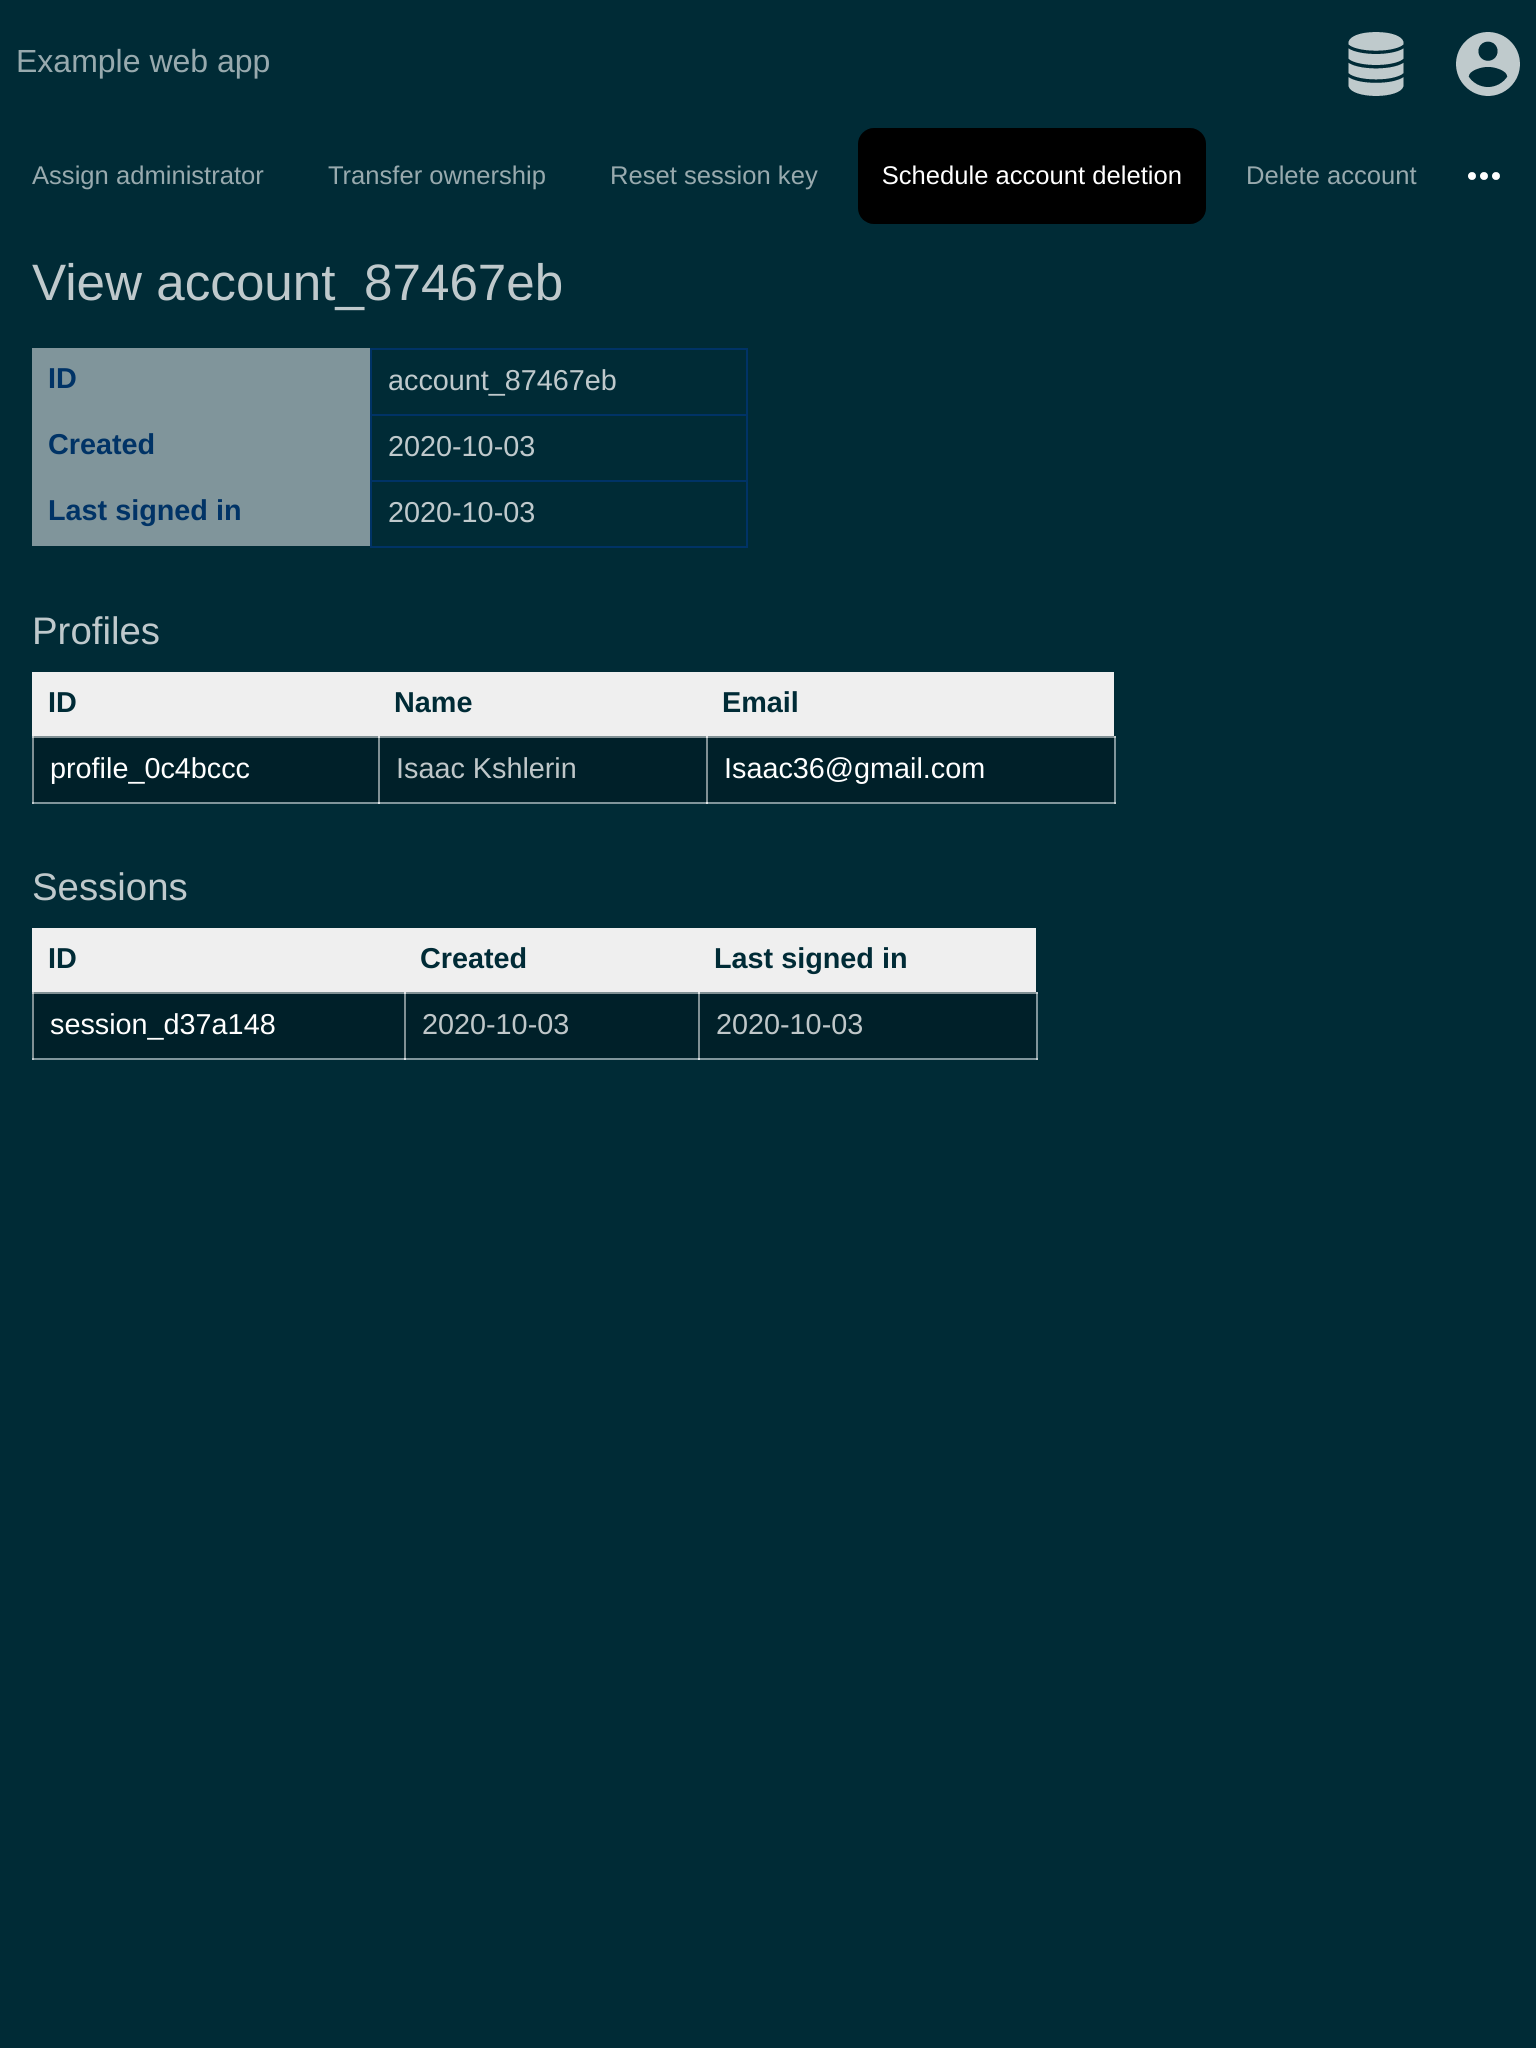 Example web app
Assign administrator Transfer ownership Reset session key Schedule account deletion Delete account •••
View account_87467eb
ID account_87467eb
Created 2020-10-03
Last signed in 2020-10-03
Profiles
ID Name Email
profile_0c4bccc Isaac Kshlerin Isaac36@gmail.com
Sessions
ID Created Last signed in
session_d37a148 2020-10-03 2020-10-03